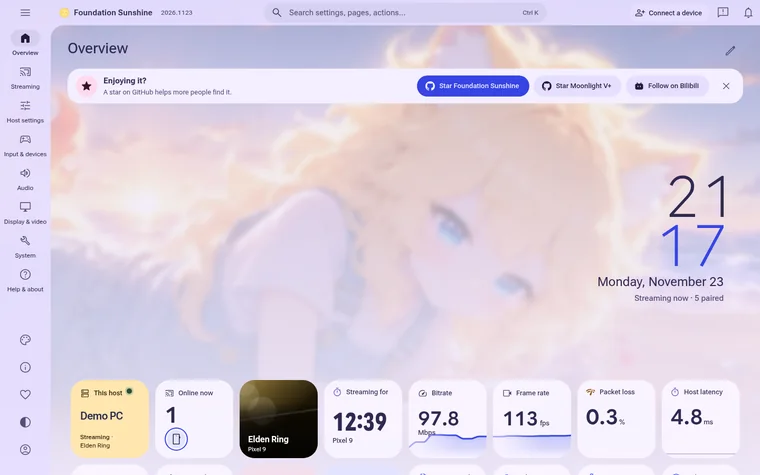 Foundation Sunshine 2026.1123
Search settings, pages, actions... Ctrl K
Connect a device
Overview
Streaming
Host settings
Input & devices
Audio
Display & video
System
Help & about
Overview
Enjoying it?
A star on GitHub helps more people find it.
Star Foundation Sunshine
Star Moonlight V+
Follow on Bilibili
21
17
Monday, November 23
Streaming now · 5 paired
This host
Demo PC
Streaming ·
Elden Ring
Online now
1
Elden Ring
Pixel 9
Streaming for
12:39
Pixel 9
Bitrate
97.8
Mbps
Frame rate
113 fps
Packet loss
0.3 %
Host latency
4.8 ms